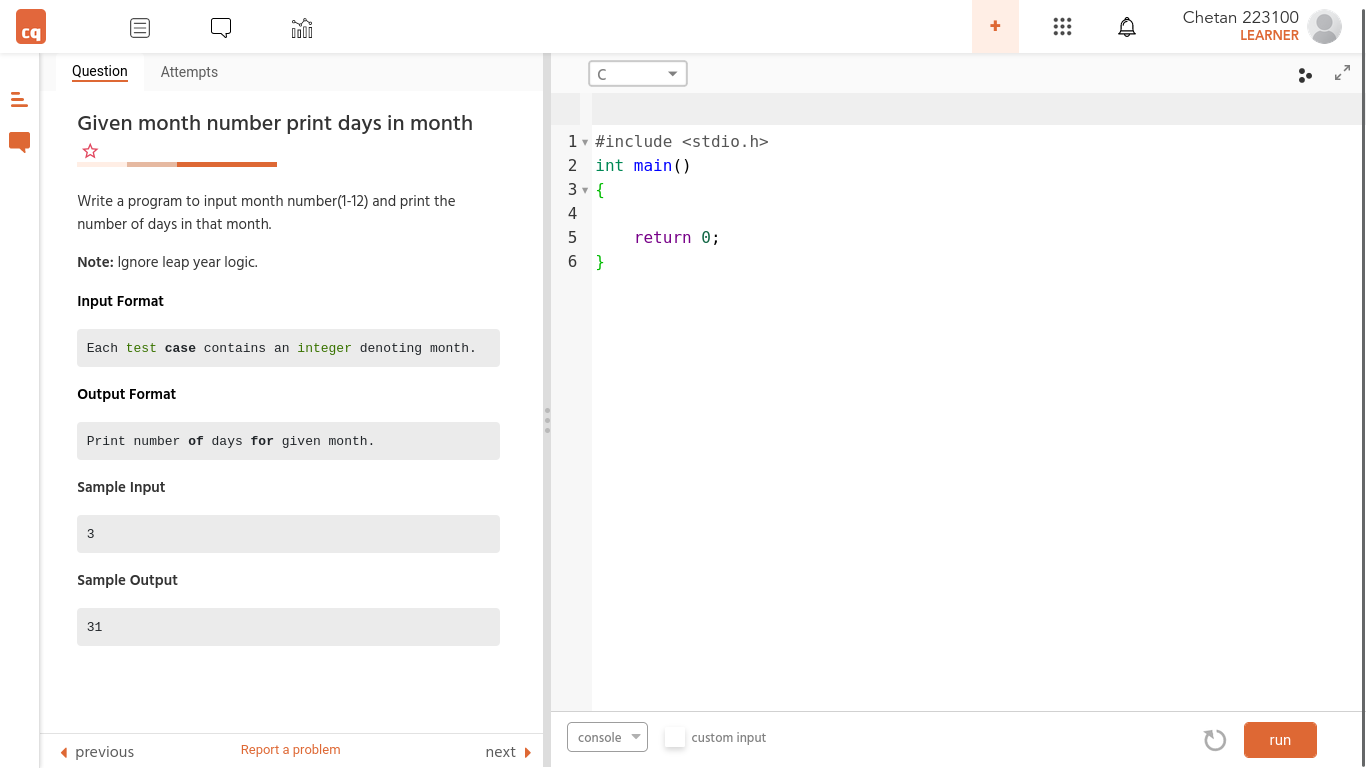 cq
+
Chetan 223100
LEARNER
Question
Attempts
Given month number print days in month
Write a program to input month number(1-12) and print the
number of days in that month.
Note: Ignore leap year logic.
Input Format
Each test case contains an integer denoting month.
Output Format
Print number of days for given month.
Sample Input
3
Sample Output
31
previous
Report a problem
next
C
1 #include <stdio.h>
2 int main()
3 {
4
5 return 0;
6 }
console
custom input
run